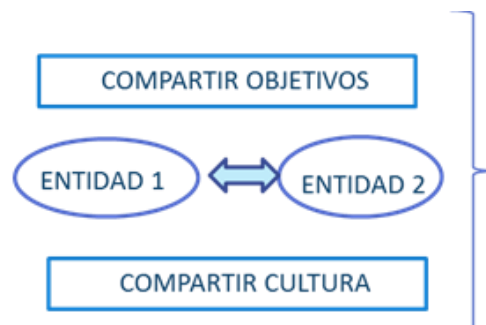 COMPARTIR OBJETIVOS
ENTIDAD 1
ENTIDAD 2
COMPARTIR CULTURA